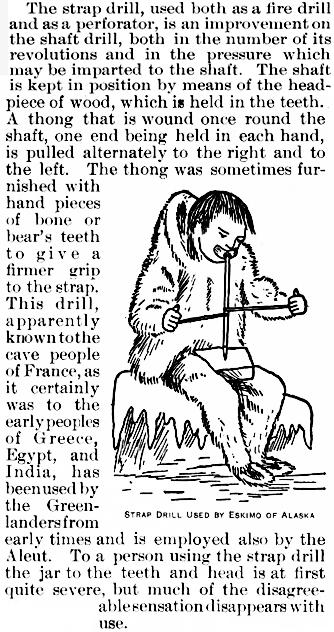 The strap drill, used both as a fire drill
and as a perforator, is an improvement on
the shaft drill, both in the number of its
revolutions and in the pressure which
may be imparted to the shaft. The shaft
is kept in position by means of the head-
piece of wood, which is held in the teeth.
A thong that is wound once round the
shaft, one end being held in each hand,
is pulled alternately to the right and to
the left. The thong was sometimes fur-
nished with
hand pieces
of bone or
bear's teeth
to give a
firmer grip
to the strap.
This drill,
apparently
known to the
cave people
of France, as
it certainly
was to the
early peoples
of Greece,
Egypt, and
India, has
been used by
the Green-
landers from
early times and is employed also by the
Aleut. To a person using the strap drill
the jar to the teeth and head is at first
quite severe, but much of the disagree-
able sensation disappears with
use.
STRAP DRILL USED BY ESKIMO OF ALASKA